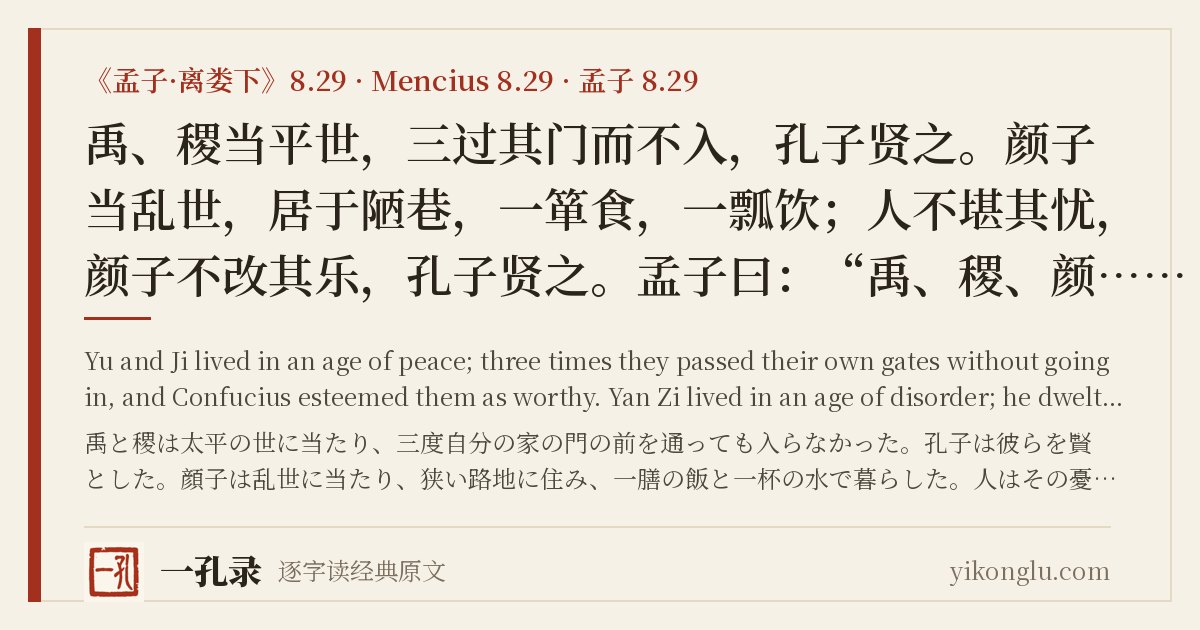 《孟子·离娄下》8.29 · Mencius 8.29 · 孟子 8.29
禹、稷当平世，三过其门而不入，孔子贤之。颜子
当乱世，居于陋巷，一箪食，一瓢饮；人不堪其忧，
颜子不改其乐，孔子贤之。孟子曰：“禹、稷、颜……
Yu and Ji lived in an age of peace; three times they passed their own gates without going
in, and Confucius esteemed them as worthy. Yan Zi lived in an age of disorder; he dwelt...
禹と稷は太平の世に当たり、三度自分の家の門の前を通っても入らなかった。孔子は彼らを賢
とした。顔子は乱世に当たり、狭い路地に住み、一膳の飯と一杯の水で暮らした。人はその憂…
一孔
一孔录 逐字读经典原文
yikonglu.com